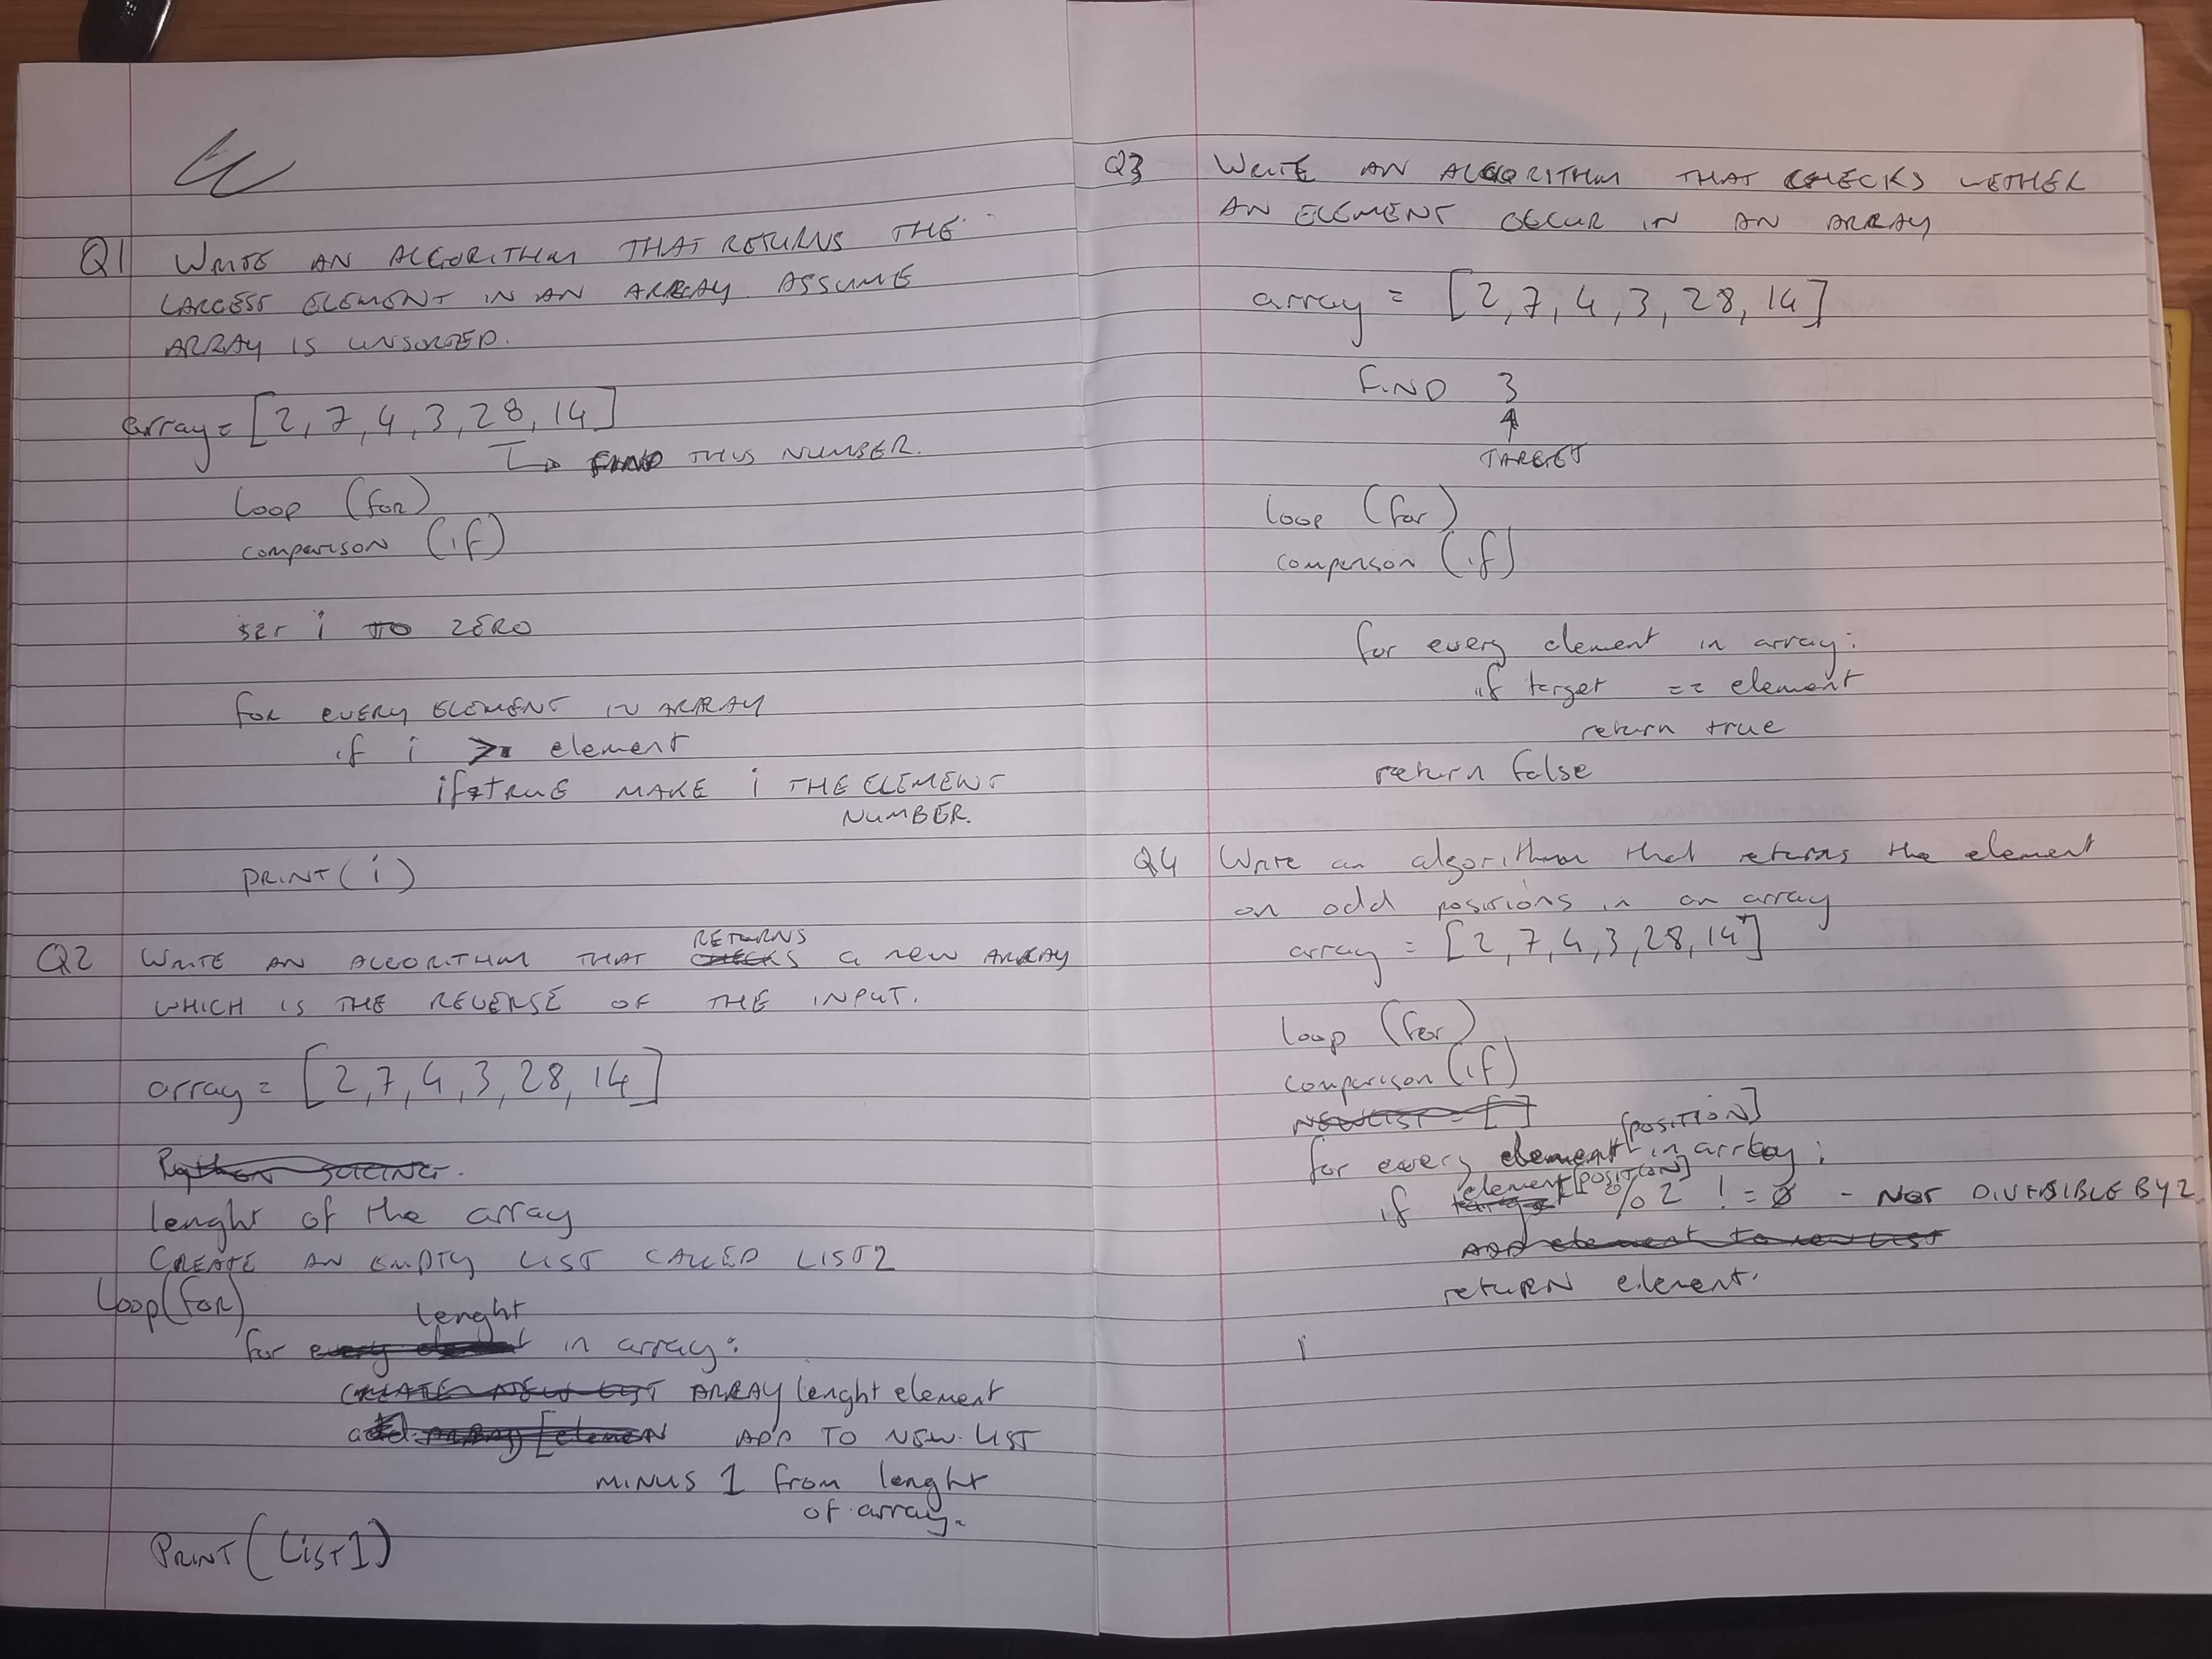 Q1 WRITE AN ALGORITHM THAT RETURNS THE
LARGEST ELEMENT IN AN ARRAY. ASSUME
ARRAY IS UNSORTED.
array = [2, 7, 4, 3, 28, 14]
FIND THIS NUMBER.
Loop (for)
comparison (if)
set i TO ZERO
for EVERY ELEMENT IN ARRAY
if i > element
if TRUE MAKE i THE ELEMENT
NUMBER.
PRINT(i)
Q2 WRITE AN ALGORITHM THAT RETURNS a new ARRAY
WHICH IS THE REVERSE OF THE INPUT.
array = [2, 7, 4, 3, 28, 14]
lenght of the array
CREATE AN EMPTY LIST CALLED LIST2
Loop(for)
for lenght in array:
ARRAY lenght element
ADD TO NEW LIST
MINUS 1 from lenght
of array.
PRINT(LIST1)
Q3 WRITE AN ALGORITHM THAT CHECKS WETHER
AN ELEMENT OCCUR IN AN ARRAY
array = [2, 7, 4, 3, 28, 14]
FIND 3
TARGET
loop (for)
comparison (if)
for every element in array:
if target == element
return true
return false
Q4 Write an algorithm that returns the element
on odd positions in an array
array = [2, 7, 4, 3, 28, 14]
loop (for)
comparison (if)
for every element [POSITION] in array:
if element [POSITION] % 2 != 0 - NOT DIVISIBLE BY 2
retURN element.